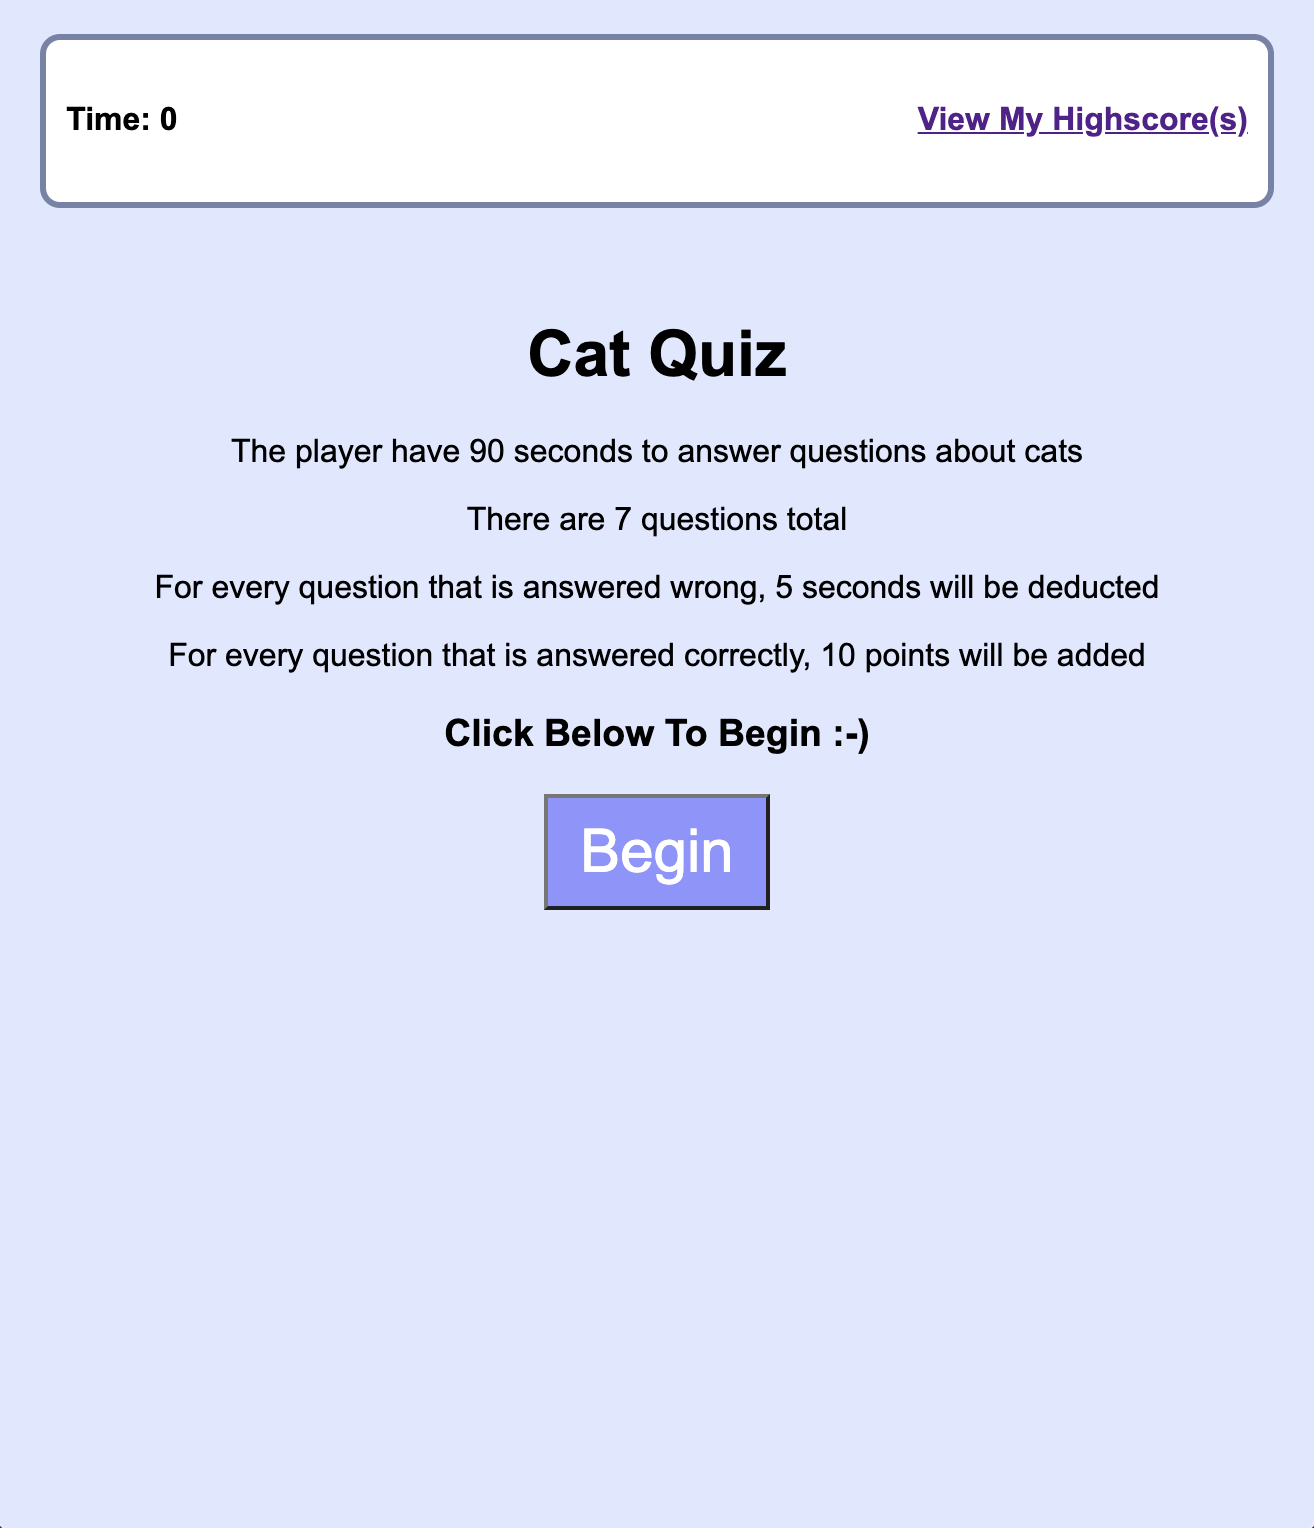 Time: 0
View My Highscore(s)
Cat Quiz
The player have 90 seconds to answer questions about cats
There are 7 questions total
For every question that is answered wrong, 5 seconds will be deducted
For every question that is answered correctly, 10 points will be added
Click Below To Begin :-)
Begin